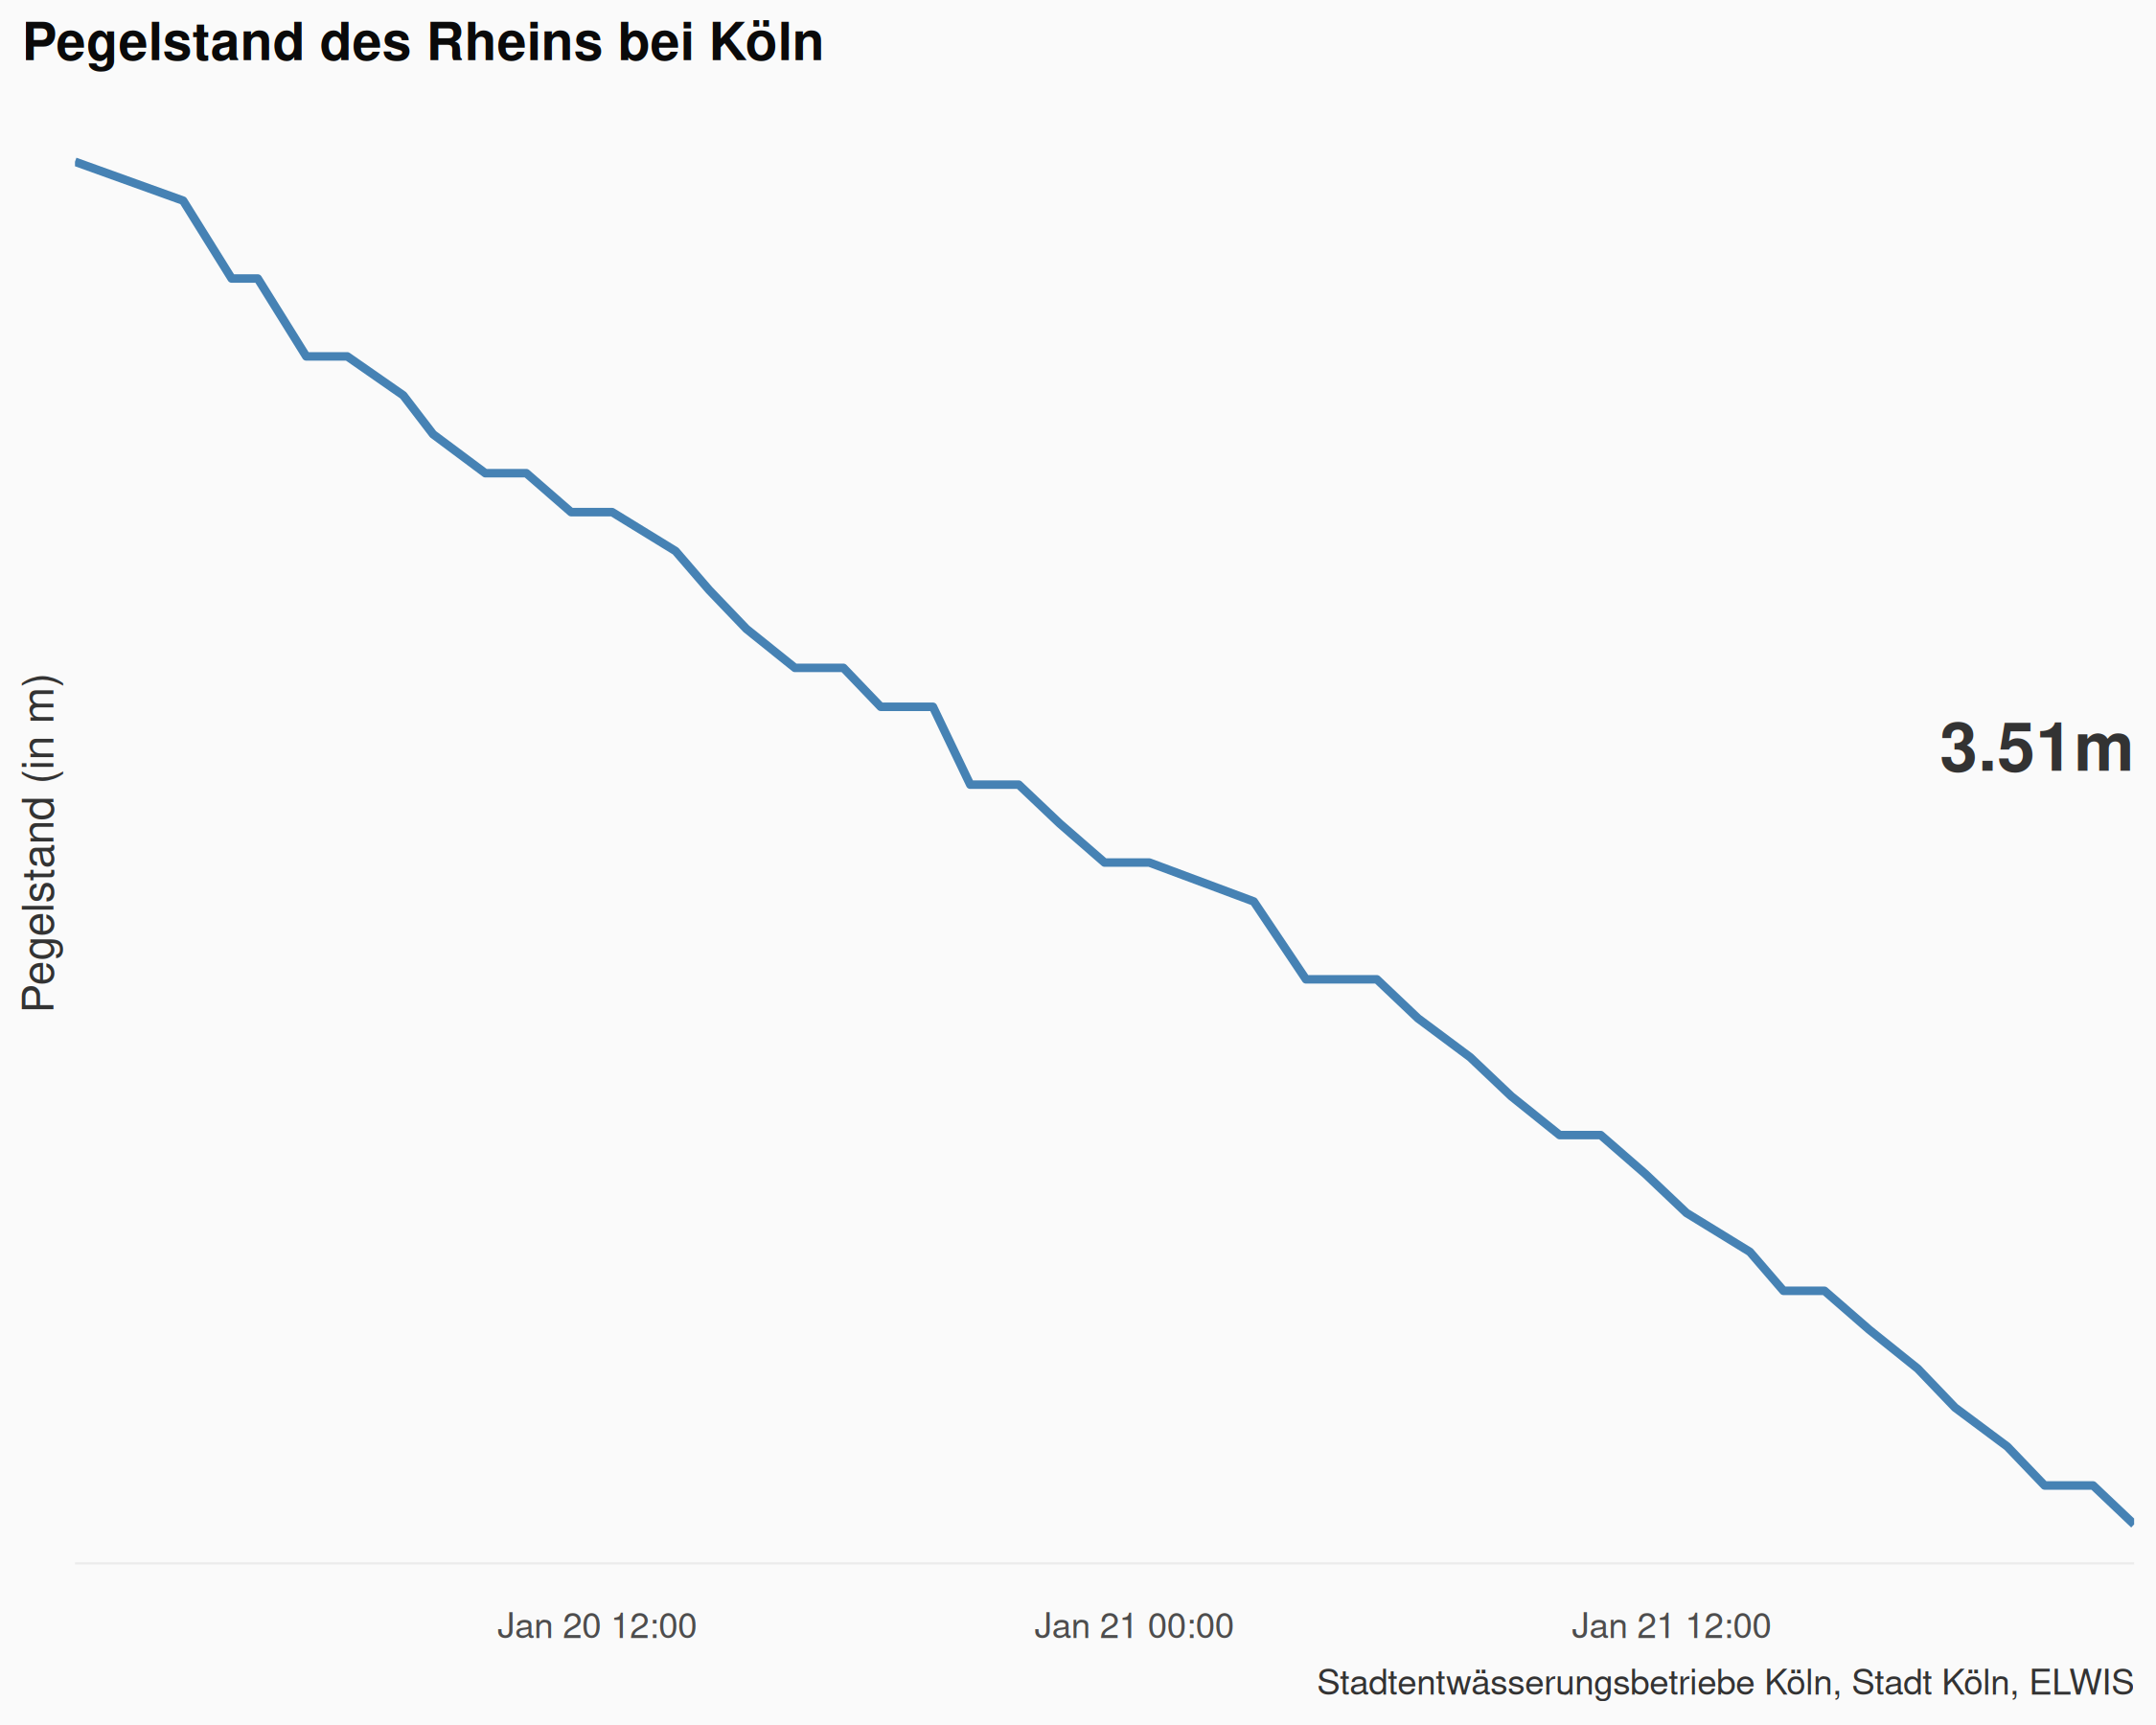 Pegelstand des Rheins bei Köln
Pegelstand (in m)
3.51m
Jan 20 12:00
Jan 21 00:00
Jan 21 12:00
Stadtentwässerungsbetriebe Köln, Stadt Köln, ELWIS